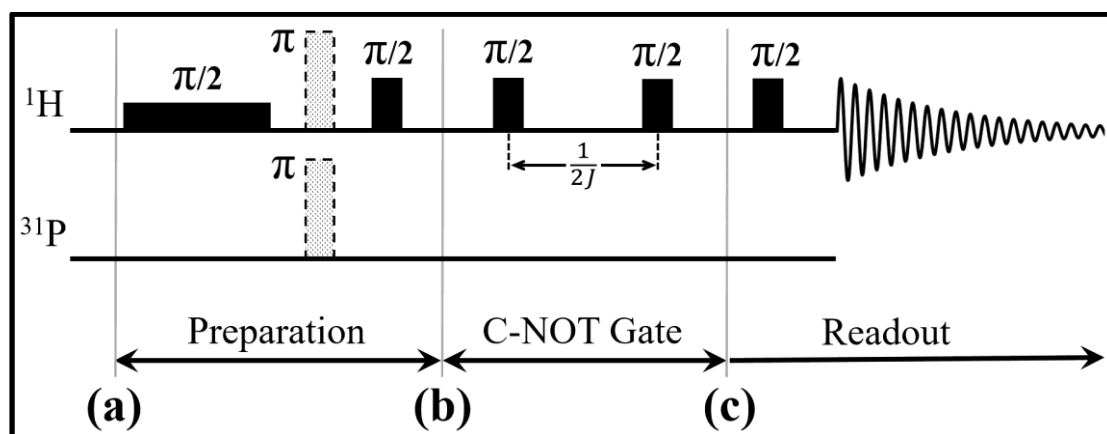 π
π/2 π/2 π/2 π/2 π/2
¹H
1
2J
π
³¹P
Preparation C-NOT Gate Readout
(a) (b) (c)